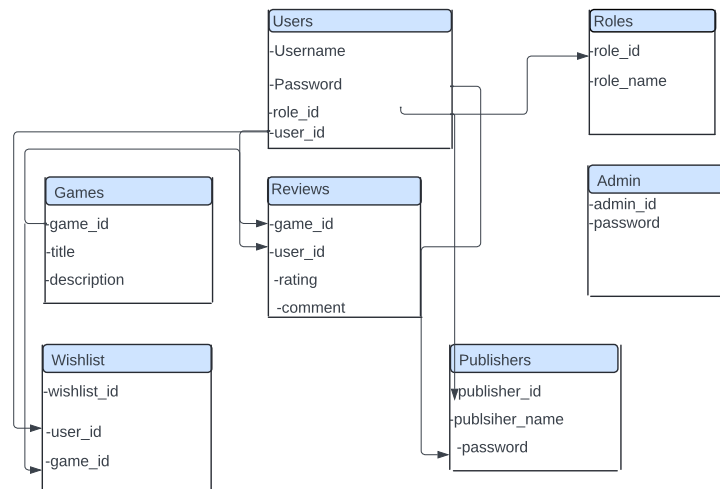 Users
-Username
-Password
-role_id
-user_id
Roles
-role_id
-role_name
Games
-game_id
-title
-description
Reviews
-game_id
-user_id
-rating
-comment
Admin
-admin_id
-password
Wishlist
-wishlist_id
-user_id
-game_id
Publishers
-publisher_id
-publsiher_name
-password